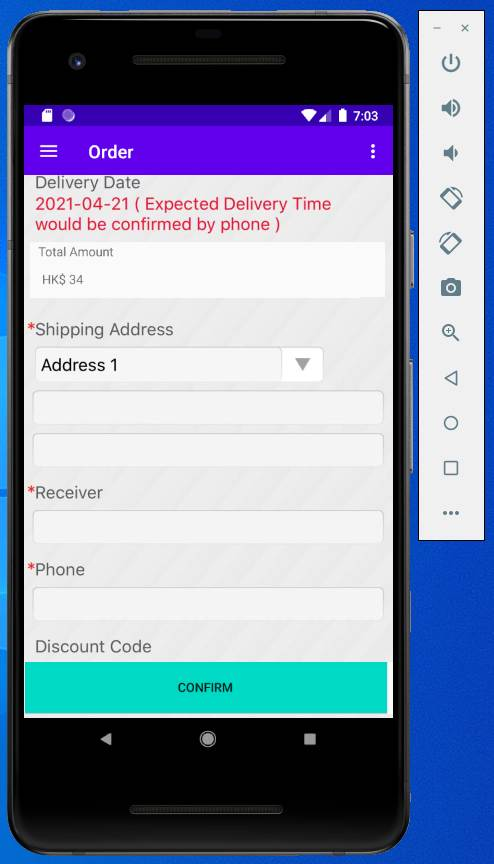 7:03
Order
Delivery Date
2021-04-21 ( Expected Delivery Time
would be confirmed by phone )
Total Amount
HK$ 34
*Shipping Address
Address 1
*Receiver
*Phone
Discount Code
CONFIRM